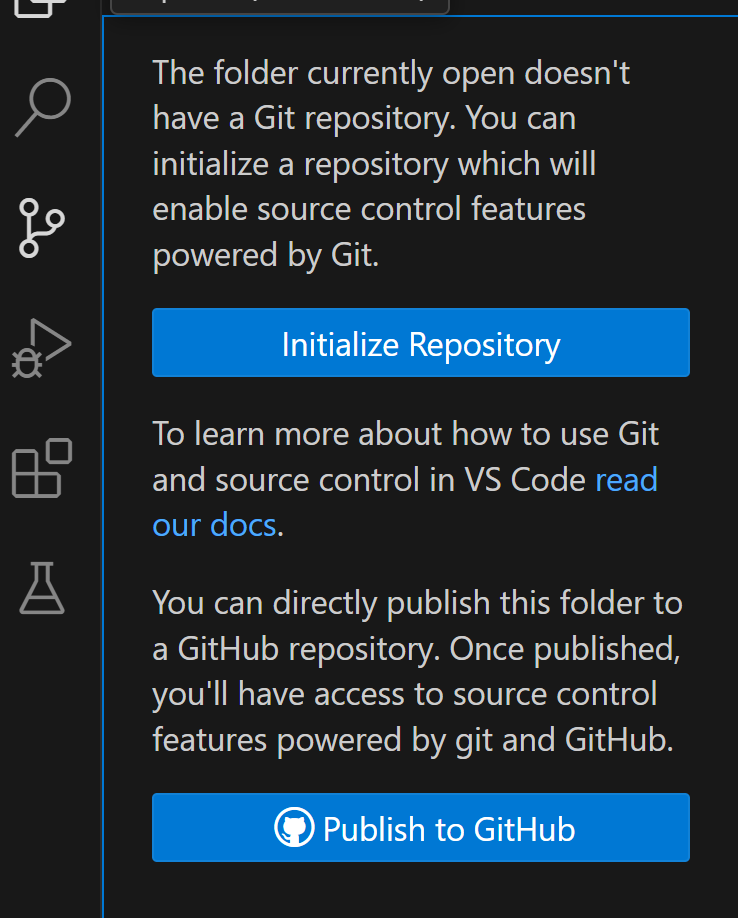 The folder currently open doesn't
have a Git repository. You can
initialize a repository which will
enable source control features
powered by Git.
Initialize Repository
To learn more about how to use Git
and source control in VS Code read
our docs.
You can directly publish this folder to
a GitHub repository. Once published,
you'll have access to source control
features powered by git and GitHub.
Publish to GitHub